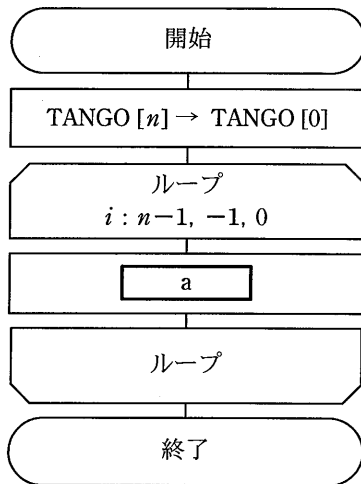 開始
TANGO [n] → TANGO [0]
ループ
i : n−1, −1, 0
a
ループ
終了